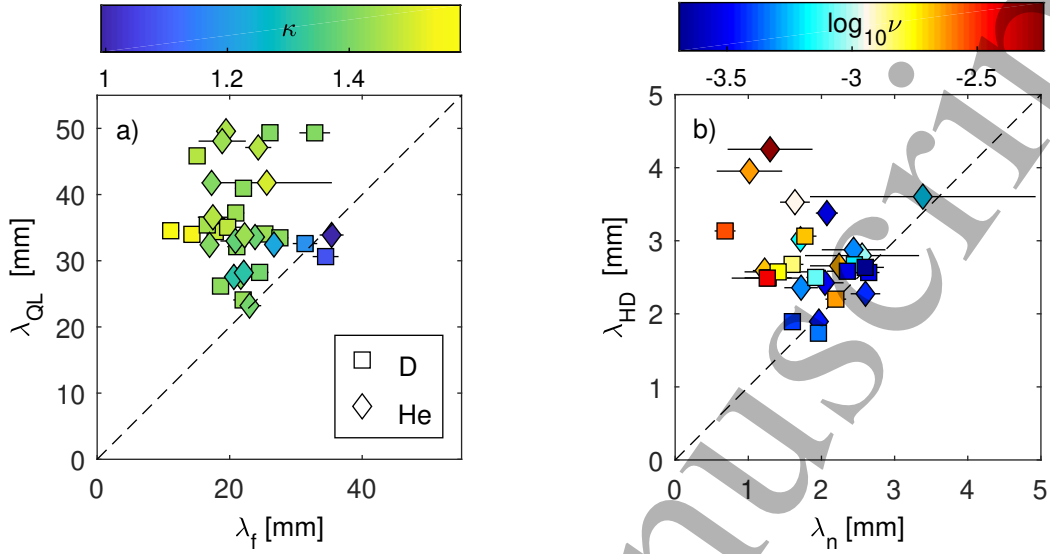 κ
log₁₀ν
1 1.2 1.4
-3.5 -3 -2.5
a)
b)
50
40
30
20
10
0
λ_QL [mm]
D
He
0 20 40
λ_f [mm]
5
4
3
2
1
0
λ_HD [mm]
0 1 2 3 4 5
λ_n [mm]
nuscri